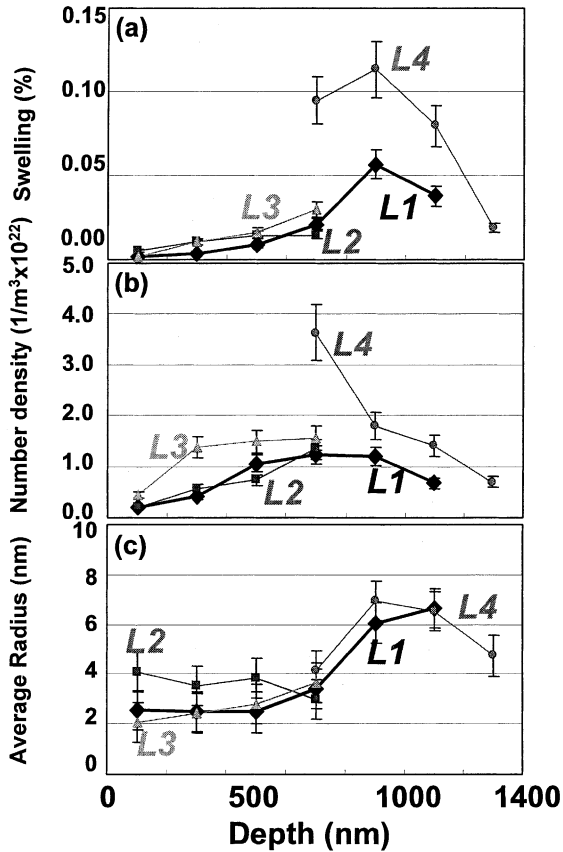 (a)
0.15
0.10
0.05
0.00
Swelling (%)
L4
L3
L1
L2
(b)
5.0
4.0
3.0
2.0
1.0
0.0
Number density (1/m³x10²²)
L4
L3
L2
L1
(c)
10
8
6
4
2
0
Average Radius (nm)
L2
L4
L1
L3
0 500 1000 1400
Depth (nm)